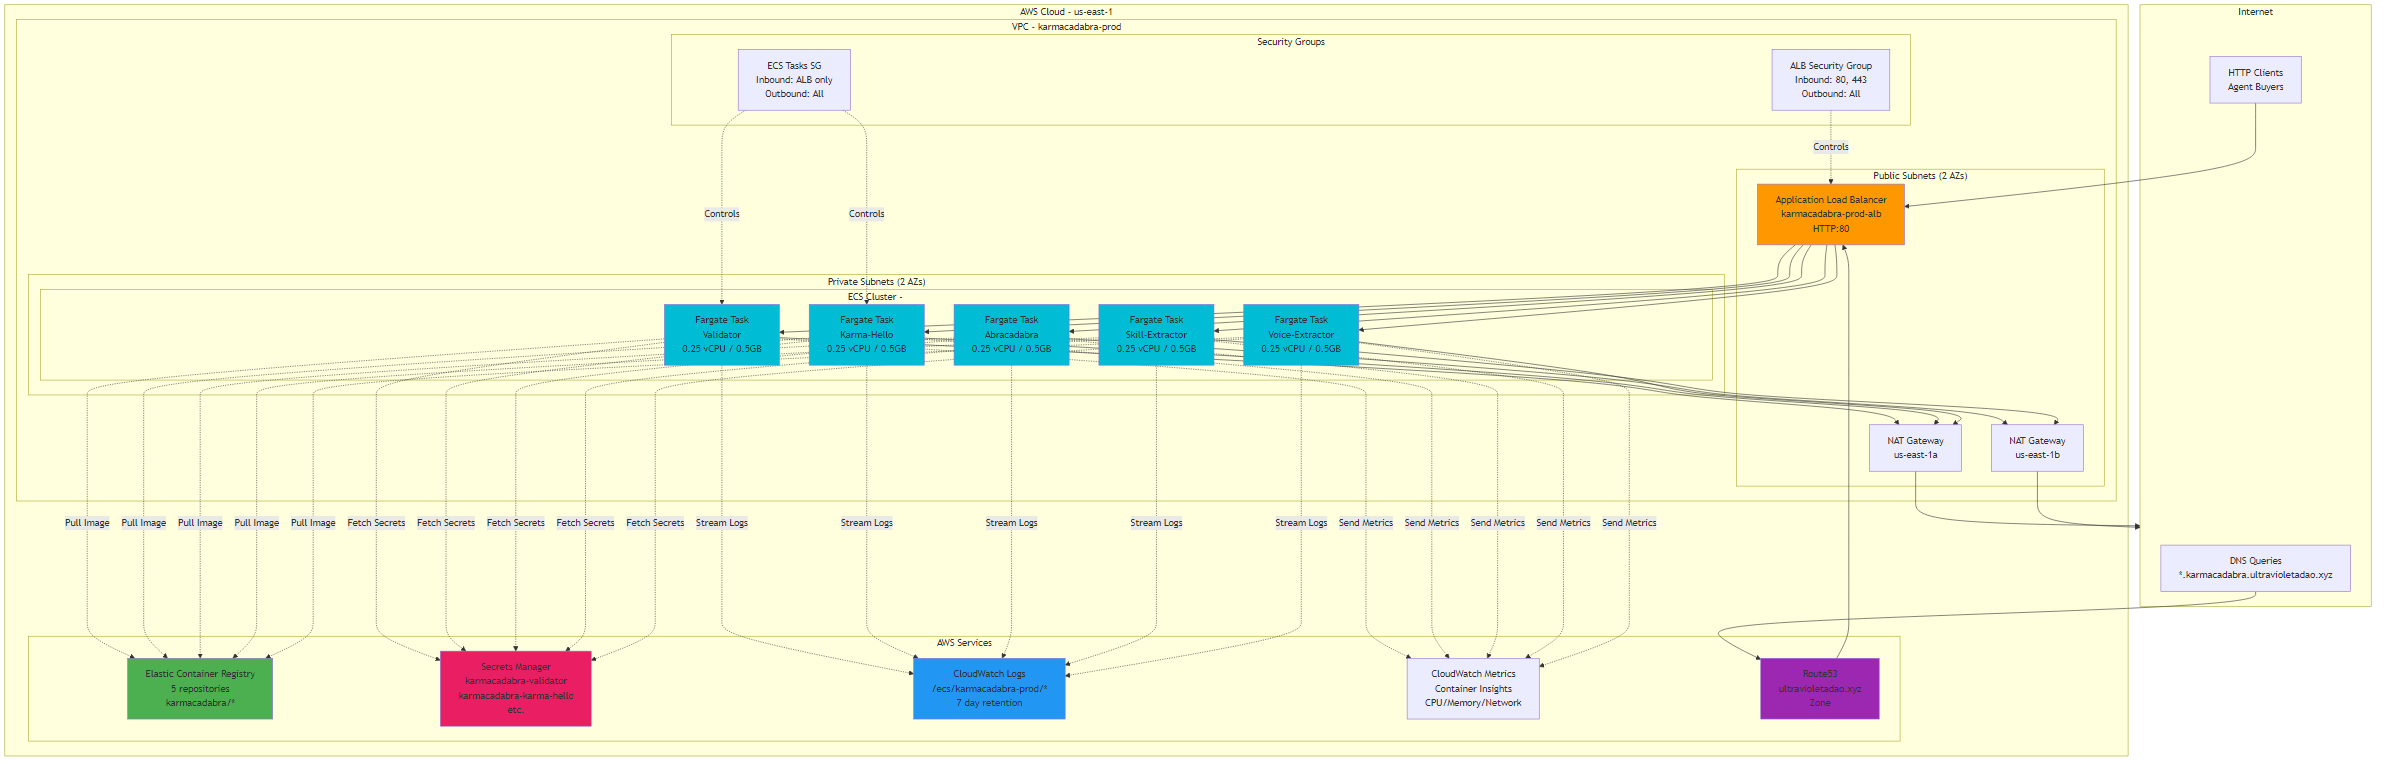 AWS Cloud - us-east-1
VPC - karmacadabra-prod
Security Groups
ECS Tasks SG
Inbound: ALB only
Outbound: All
ALB Security Group
Inbound: 80, 443
Outbound: All
Internet
HTTP Clients
Agent Buyers
Controls
Controls
Controls
Public Subnets (2 AZs)
Application Load Balancer
karmacadabra-prod-alb
HTTP:80
Private Subnets (2 AZs)
ECS Cluster -
Fargate Task
Validator
0.25 vCPU / 0.5GB
Fargate Task
Karma-Hello
0.25 vCPU / 0.5GB
Fargate Task
Abracadabra
0.25 vCPU / 0.5GB
Fargate Task
Skill-Extractor
0.25 vCPU / 0.5GB
Fargate Task
Voice-Extractor
0.25 vCPU / 0.5GB
NAT Gateway
us-east-1a
NAT Gateway
us-east-1b
Pull Image
Pull Image
Pull Image
Pull Image
Pull Image
Fetch Secrets
Fetch Secrets
Fetch Secrets
Fetch Secrets
Fetch Secrets
Stream Logs
Stream Logs
Stream Logs
Stream Logs
Stream Logs
Send Metrics
Send Metrics
Send Metrics
Send Metrics
Send Metrics
DNS Queries
*.karmacadabra.ultravioletadao.xyz
AWS Services
Elastic Container Registry
5 repositories
karmacadabra/*
Secrets Manager
karmacadabra-validator
karmacadabra-karma-hello
etc.
CloudWatch Logs
/ecs/karmacadabra-prod/*
7 day retention
CloudWatch Metrics
Container Insights
CPU/Memory/Network
Route53
ultravioletadao.xyz
Zone